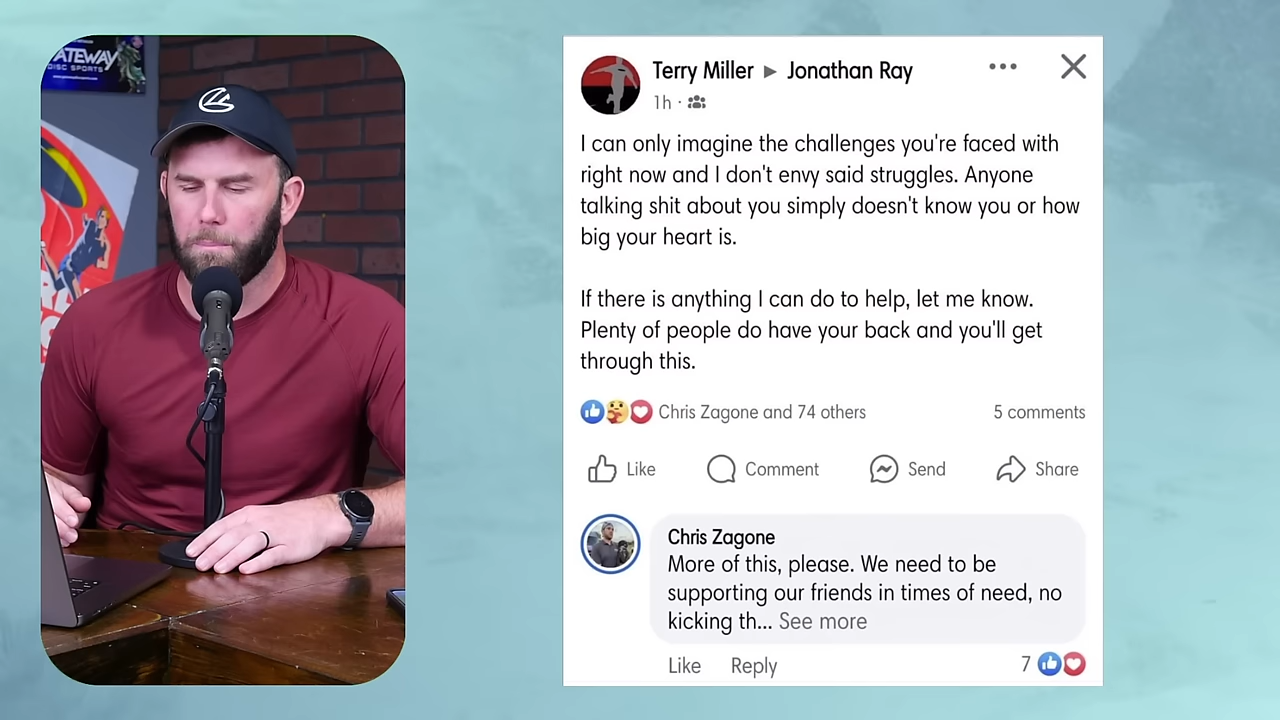 GATEWAY
DISC SPORTS
Terry Miller ▶ Jonathan Ray
1h ·
I can only imagine the challenges you're faced with
right now and I don't envy said struggles. Anyone
talking shit about you simply doesn't know you or how
big your heart is.
If there is anything I can do to help, let me know.
Plenty of people do have your back and you'll get
through this.
Chris Zagone and 74 others
5 comments
Like
Comment
Send
Share
Chris Zagone
More of this, please. We need to be
supporting our friends in times of need, no
kicking th... See more
Like
Reply
7